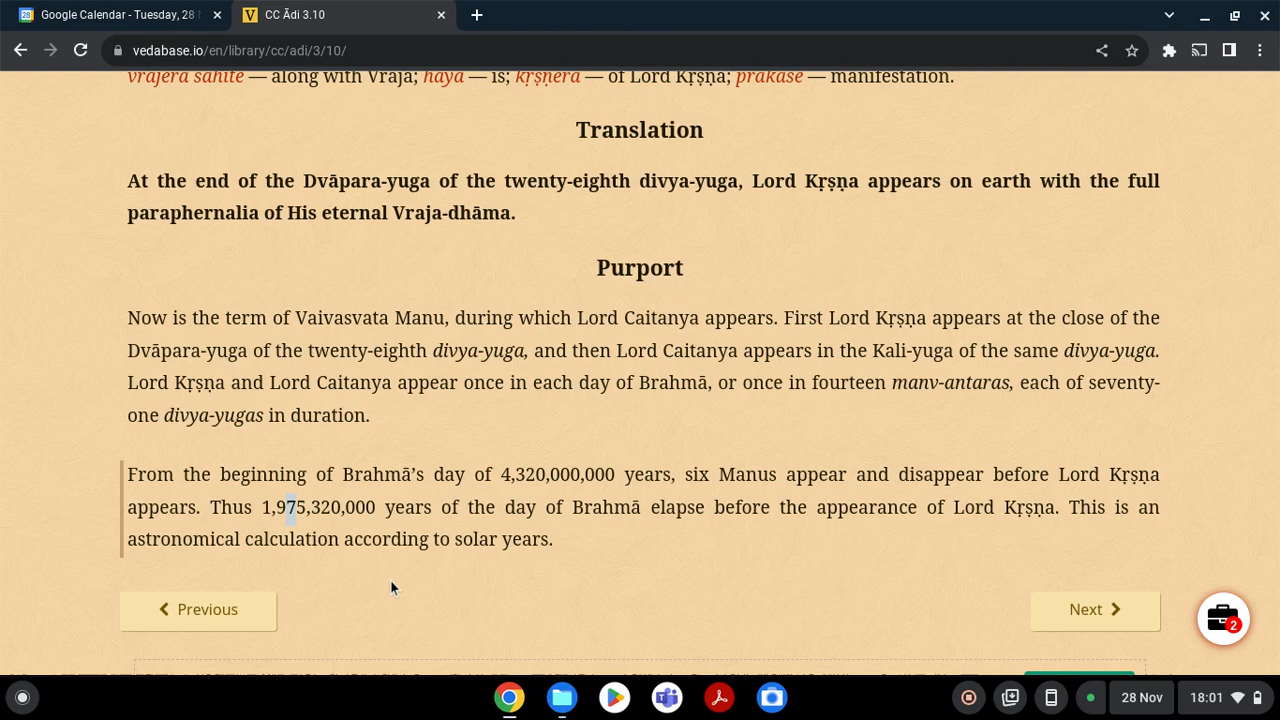 Google Calendar - Tuesday, 28
CC Ādi 3.10
vedabase.io/en/library/cc/adi/3/10/
vrajera sahite — along with Vraja; haya — is; kṛṣṇera — of Lord Kṛṣṇa; prakāśe — manifestation.
Translation
At the end of the Dvāpara-yuga of the twenty-eighth divya-yuga, Lord Kṛṣṇa appears on earth with the full
paraphernalia of His eternal Vraja-dhāma.
Purport
Now is the term of Vaivasvata Manu, during which Lord Caitanya appears. First Lord Kṛṣṇa appears at the close of the
Dvāpara-yuga of the twenty-eighth divya-yuga, and then Lord Caitanya appears in the Kali-yuga of the same divya-yuga.
Lord Kṛṣṇa and Lord Caitanya appear once in each day of Brahmā, or once in fourteen manv-antaras, each of seventy-
one divya-yugas in duration.
From the beginning of Brahmā’s day of 4,320,000,000 years, six Manus appear and disappear before Lord Kṛṣṇa
appears. Thus 1,975,320,000 years of the day of Brahmā elapse before the appearance of Lord Kṛṣṇa. This is an
astronomical calculation according to solar years.
Previous
Next
2
28 Nov
18:01